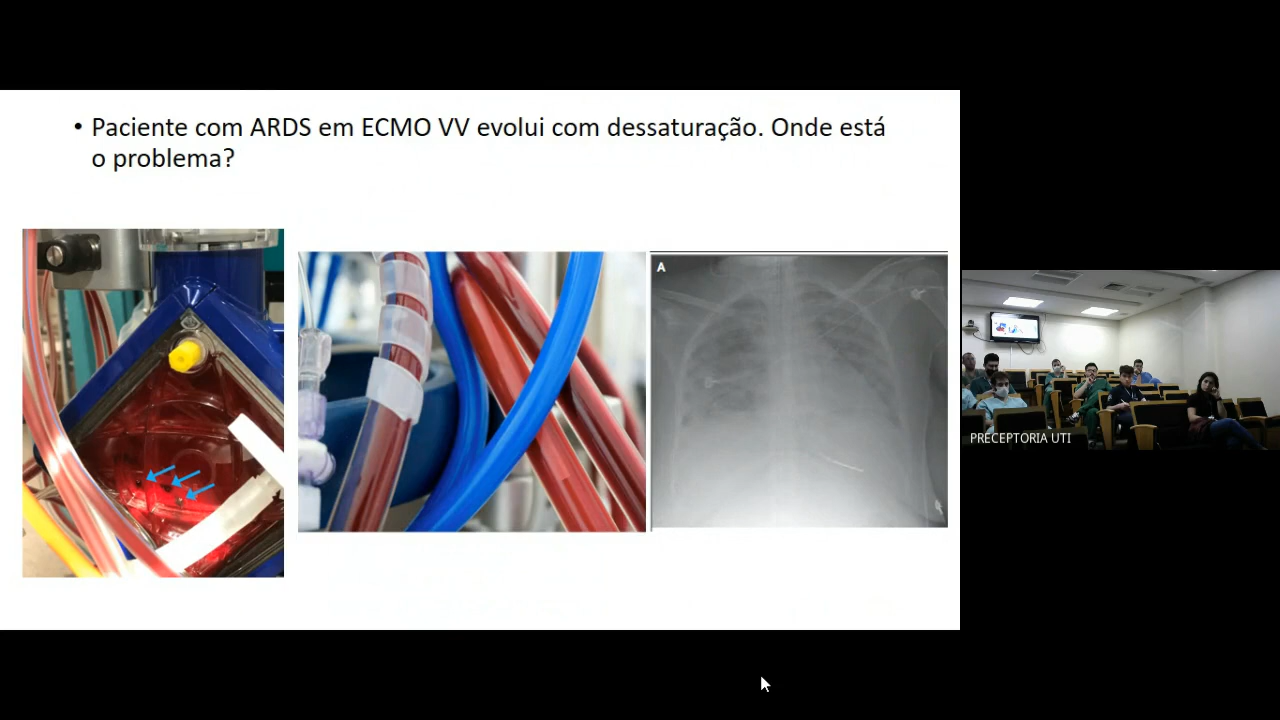 • Paciente com ARDS em ECMO VV evolui com dessaturação. Onde está
o problema?
A
PRECEPTORIA UTI